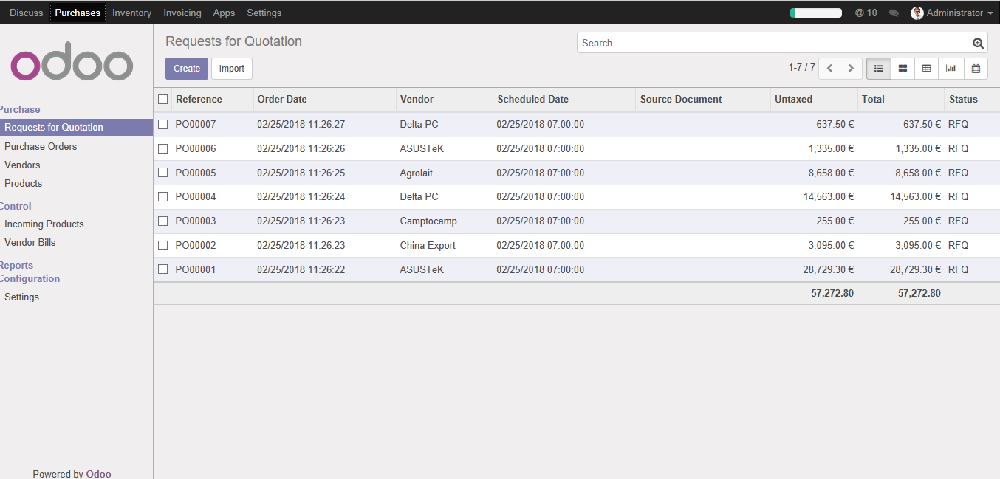 Discuss Purchases Inventory Invoicing Apps Settings @ 10 Administrator
odoo
Requests for Quotation
Search...
Create Import
1-7 / 7
Purchase
Requests for Quotation
Purchase Orders
Vendors
Products
Control
Incoming Products
Vendor Bills
Reports
Configuration
Settings
Powered by Odoo
Reference Order Date Vendor Scheduled Date Source Document Untaxed Total Status
PO00007 02/25/2018 11:26:27 Delta PC 02/25/2018 07:00:00 637.50 € 637.50 € RFQ
PO00006 02/25/2018 11:26:26 ASUSTeK 02/25/2018 07:00:00 1,335.00 € 1,335.00 € RFQ
PO00005 02/25/2018 11:26:25 Agrolait 02/25/2018 07:00:00 8,658.00 € 8,658.00 € RFQ
PO00004 02/25/2018 11:26:24 Delta PC 02/25/2018 07:00:00 14,563.00 € 14,563.00 € RFQ
PO00003 02/25/2018 11:26:23 Camptocamp 02/25/2018 07:00:00 255.00 € 255.00 € RFQ
PO00002 02/25/2018 11:26:23 China Export 02/25/2018 07:00:00 3,095.00 € 3,095.00 € RFQ
PO00001 02/25/2018 11:26:22 ASUSTeK 02/25/2018 07:00:00 28,729.30 € 28,729.30 € RFQ
57,272.80 57,272.80